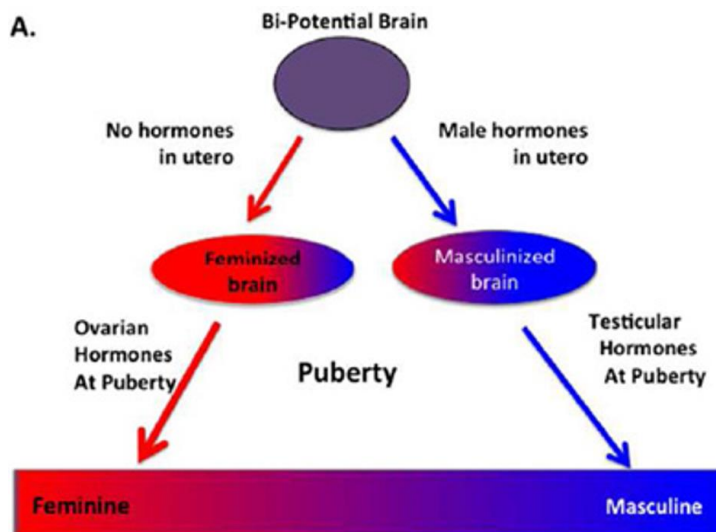 A.
Bi-Potential Brain
No hormones
in utero
Male hormones
in utero
Feminized
brain
Masculinized
brain
Ovarian
Hormones
At Puberty
Puberty
Testicular
Hormones
At Puberty
Feminine
Masculine